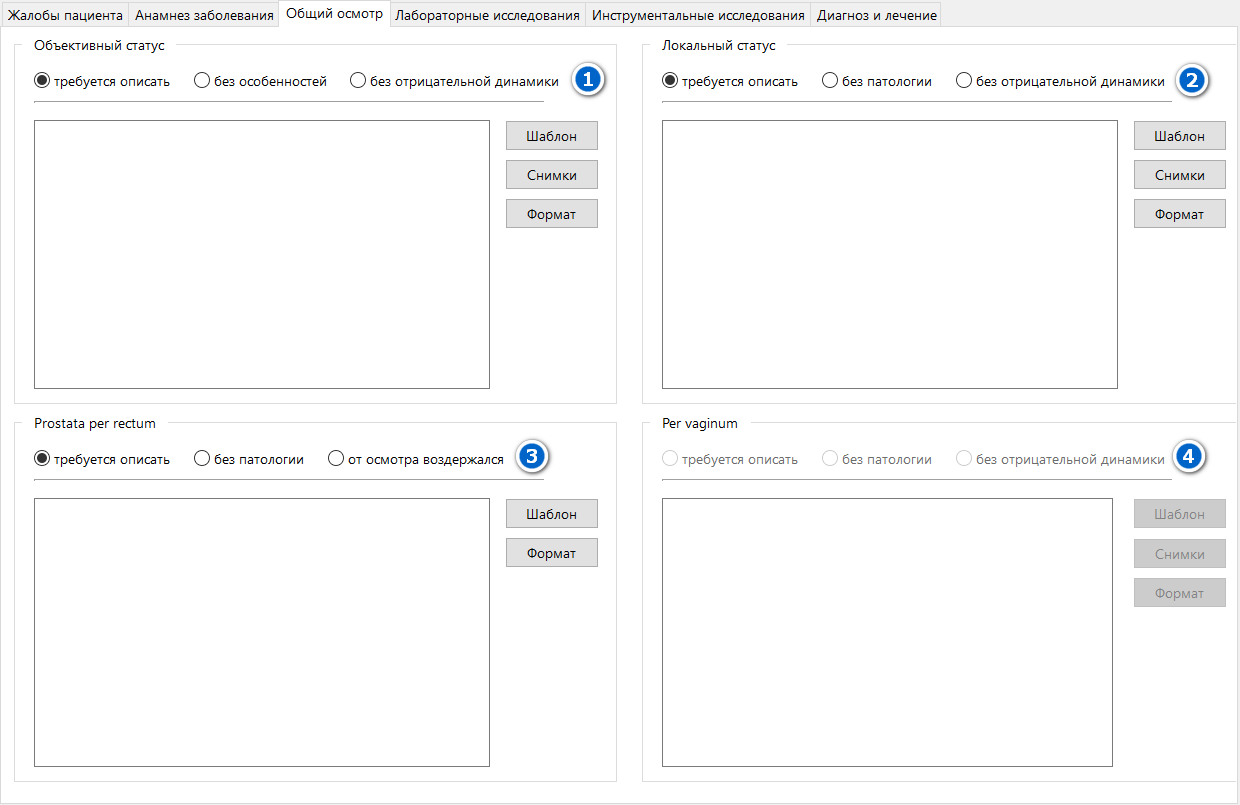 Жалобы пациента Анамнез заболевания Общий осмотр Лабораторные исследования Инструментальные исследования Диагноз и лечение
Объективный статус
требуется описать без особенностей без отрицательной динамики 1
Шаблон
Снимки
Формат
Локальный статус
требуется описать без патологии без отрицательной динамики 2
Шаблон
Снимки
Формат
Prostata per rectum
требуется описать без патологии от осмотра воздержался 3
Шаблон
Формат
Per vaginum
требуется описать без патологии без отрицательной динамики 4
Шаблон
Снимки
Формат